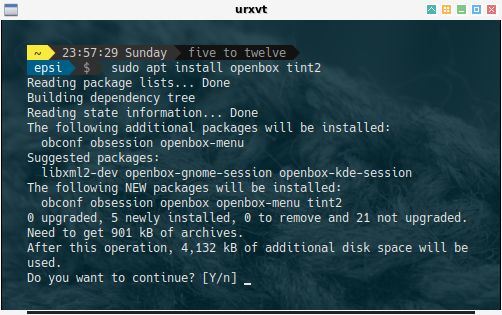 urxvt
~ 23:57:29 Sunday five to twelve
epsi $ sudo apt install openbox tint2
Reading package lists... Done
Building dependency tree
Reading state information... Done
The following additional packages will be installed:
obconf obsession openbox-menu
Suggested packages:
libxml2-dev openbox-gnome-session openbox-kde-session
The following NEW packages will be installed:
obconf obsession openbox openbox-menu tint2
0 upgraded, 5 newly installed, 0 to remove and 21 not upgraded.
Need to get 901 kB of archives.
After this operation, 4,132 kB of additional disk space will be
used.
Do you want to continue? [Y/n]